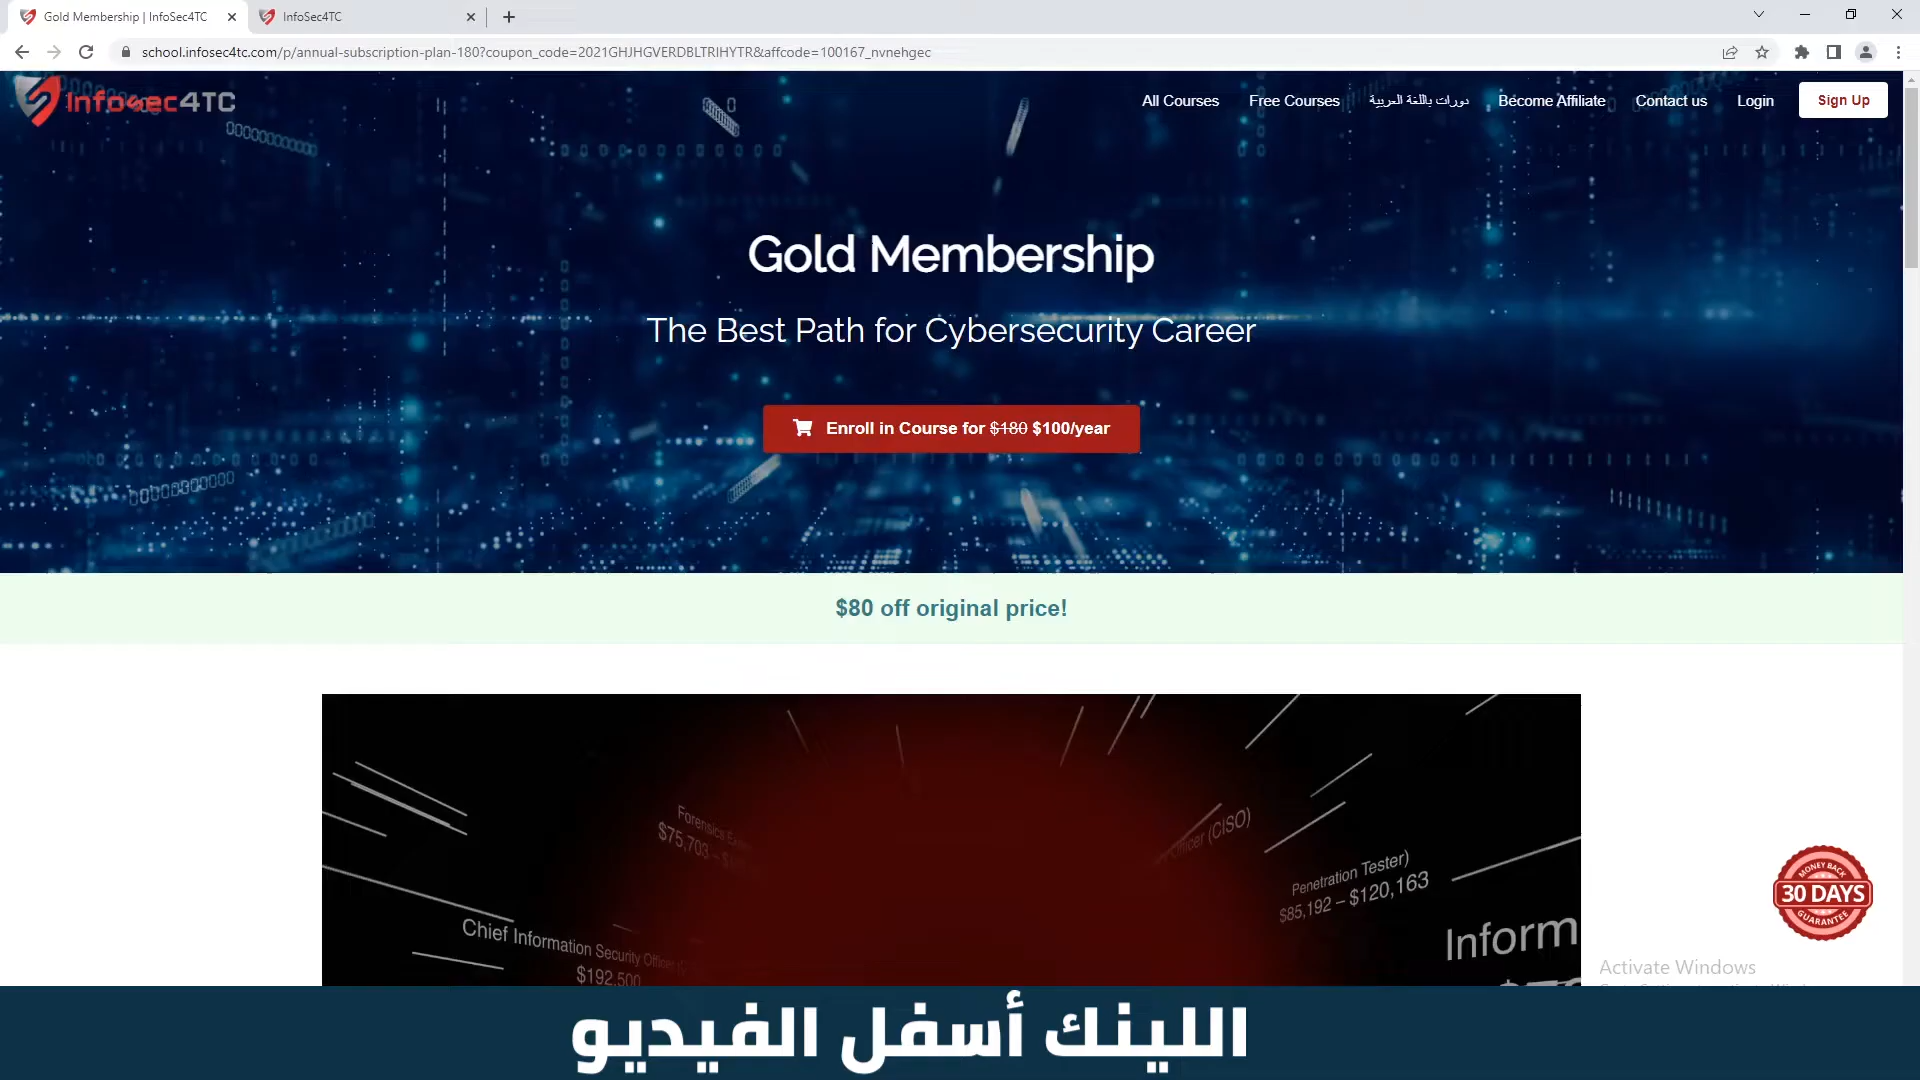 Gold Membership | InfoSec4TC
InfoSec4TC
school.infosec4tc.com/p/annual-subscription-plan-180?coupon_code=2021GHJHGVERDBLTRIHYTR&affcode=100167_nvnehgec
Infosec4TC
All Courses
Free Courses
دورات باللغة العربية
Become Affiliate
Contact us
Login
Sign Up
Gold Membership
The Best Path for Cybersecurity Career
Enroll in Course for $180 $100/year
$80 off original price!
Forensics
$75,703 –
Officer (CISO)
Penetration Tester)
$85,192 – $120,163
Chief Information Security Officer
$192,500
Inform
MONEY BACK
30 DAYS
GUARANTEE
Activate Windows
اللينك أسفل الفيديو